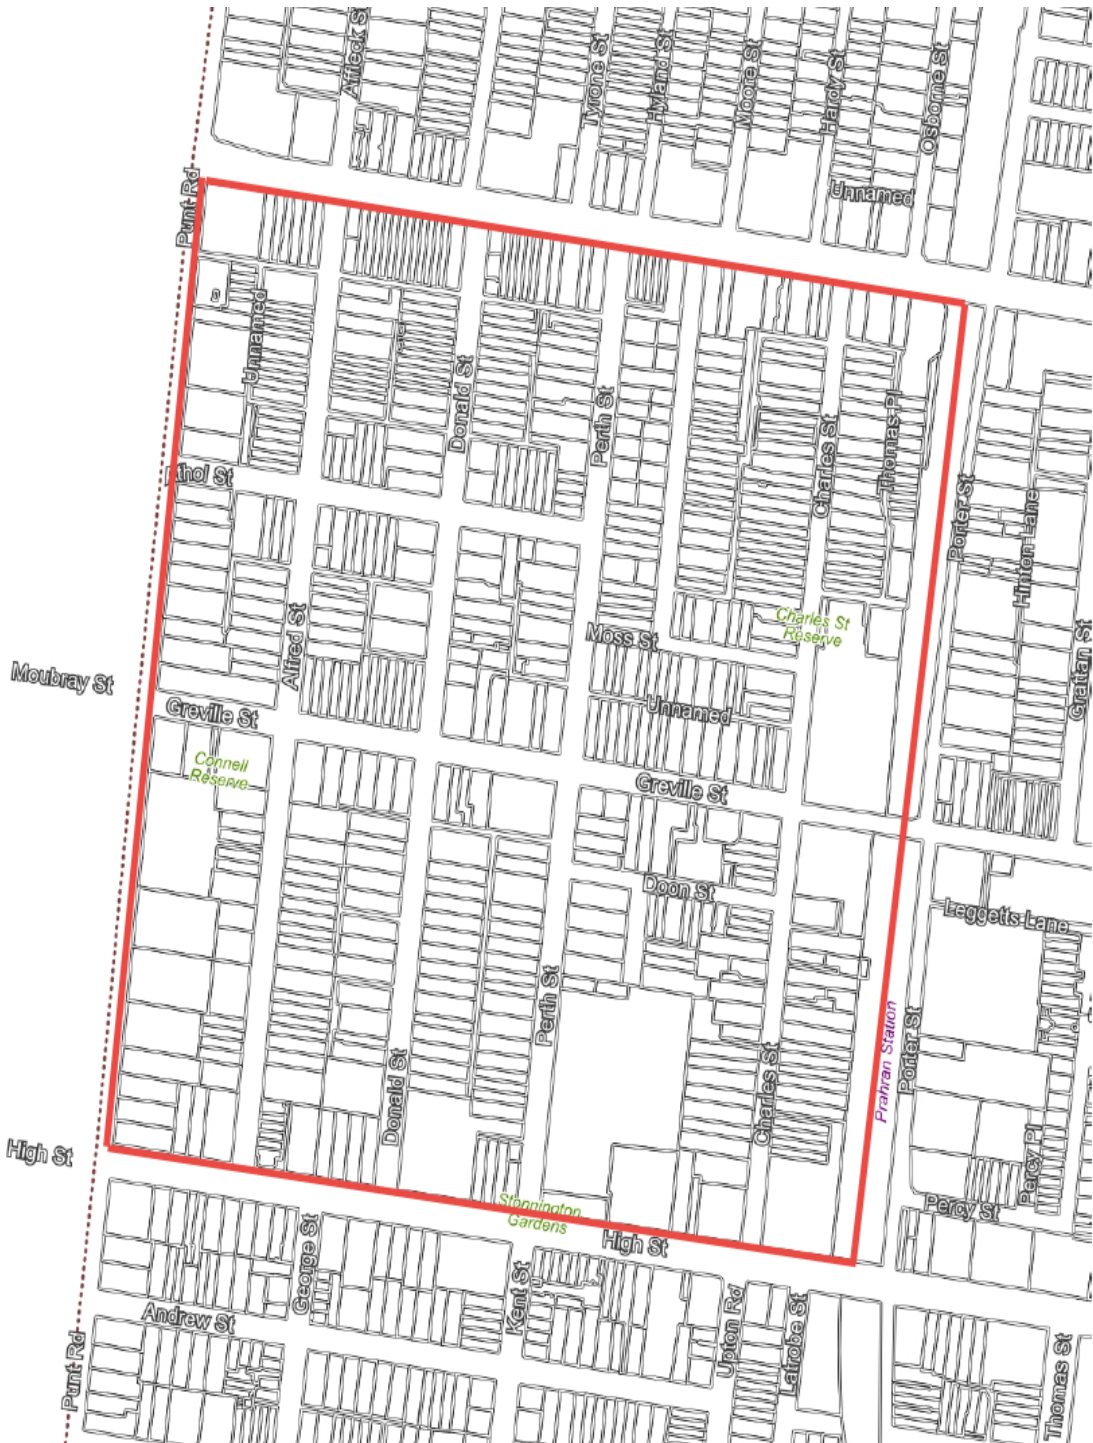 Affleck St
Tyrone St
Hyland St
Moore St
Hardy St
Osborne St
Punt Rd
Unnamed
Unnamed
Donald St
Perth St
Charles St
Thomas Pl
Athol St
Porter St
Hinton Lane
Alfred St
Moss St
Charles St
Reserve
Grattan St
Moubray St
Greville St
Unnamed
Connell
Reserve
Greville St
Doon St
Leggetts Lane
Perth St
Prahran Station
Porter St
Donald St
Charles St
High St
Percy Pl
Stonnington
Gardens
Percy St
High St
George St
Kent St
Upton Rd
Latrobe St
Andrew St
Punt Rd
Thomas St